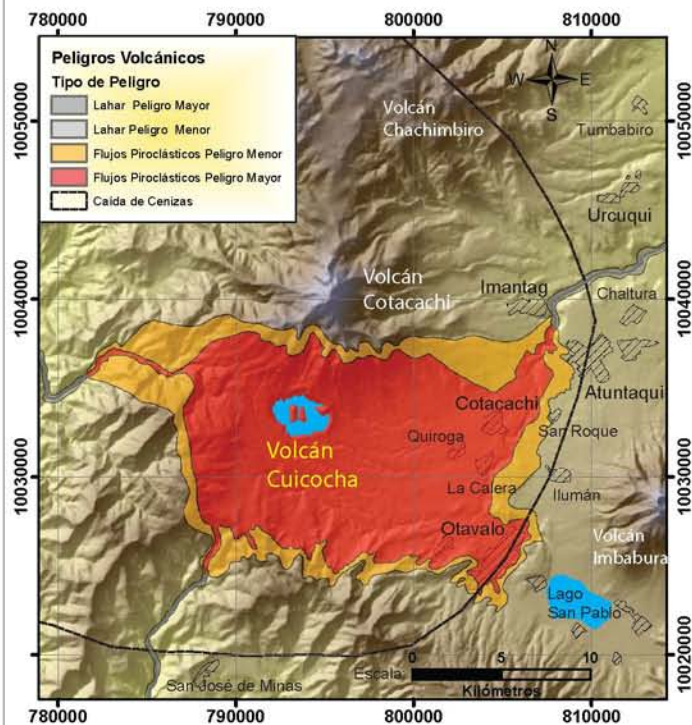 780000
790000
800000
810000
Peligros Volcánicos
Tipo de Peligro
Lahar Peligro Mayor
Lahar Peligro Menor
Flujos Piroclásticos Peligro Menor
Flujos Piroclásticos Peligro Mayor
Caída de Cenizas
N
W
E
S
Volcán
Chachimbiro
Tumbabiro
Urcuqui
10050000
10050000
Volcán
Cotacachi
Imantag
Chaltura
10040000
10040000
Atuntaqui
Cotacachi
Quiroga
San Roque
Volcán
Cuicocha
La Calera
Ilumán
10030000
10030000
Otavalo
Volcán
Imbabura
Lago
San Pablo
San José de Minas
Escala:
0
5
10
Kilómetros
10020000
10020000
780000
790000
800000
810000